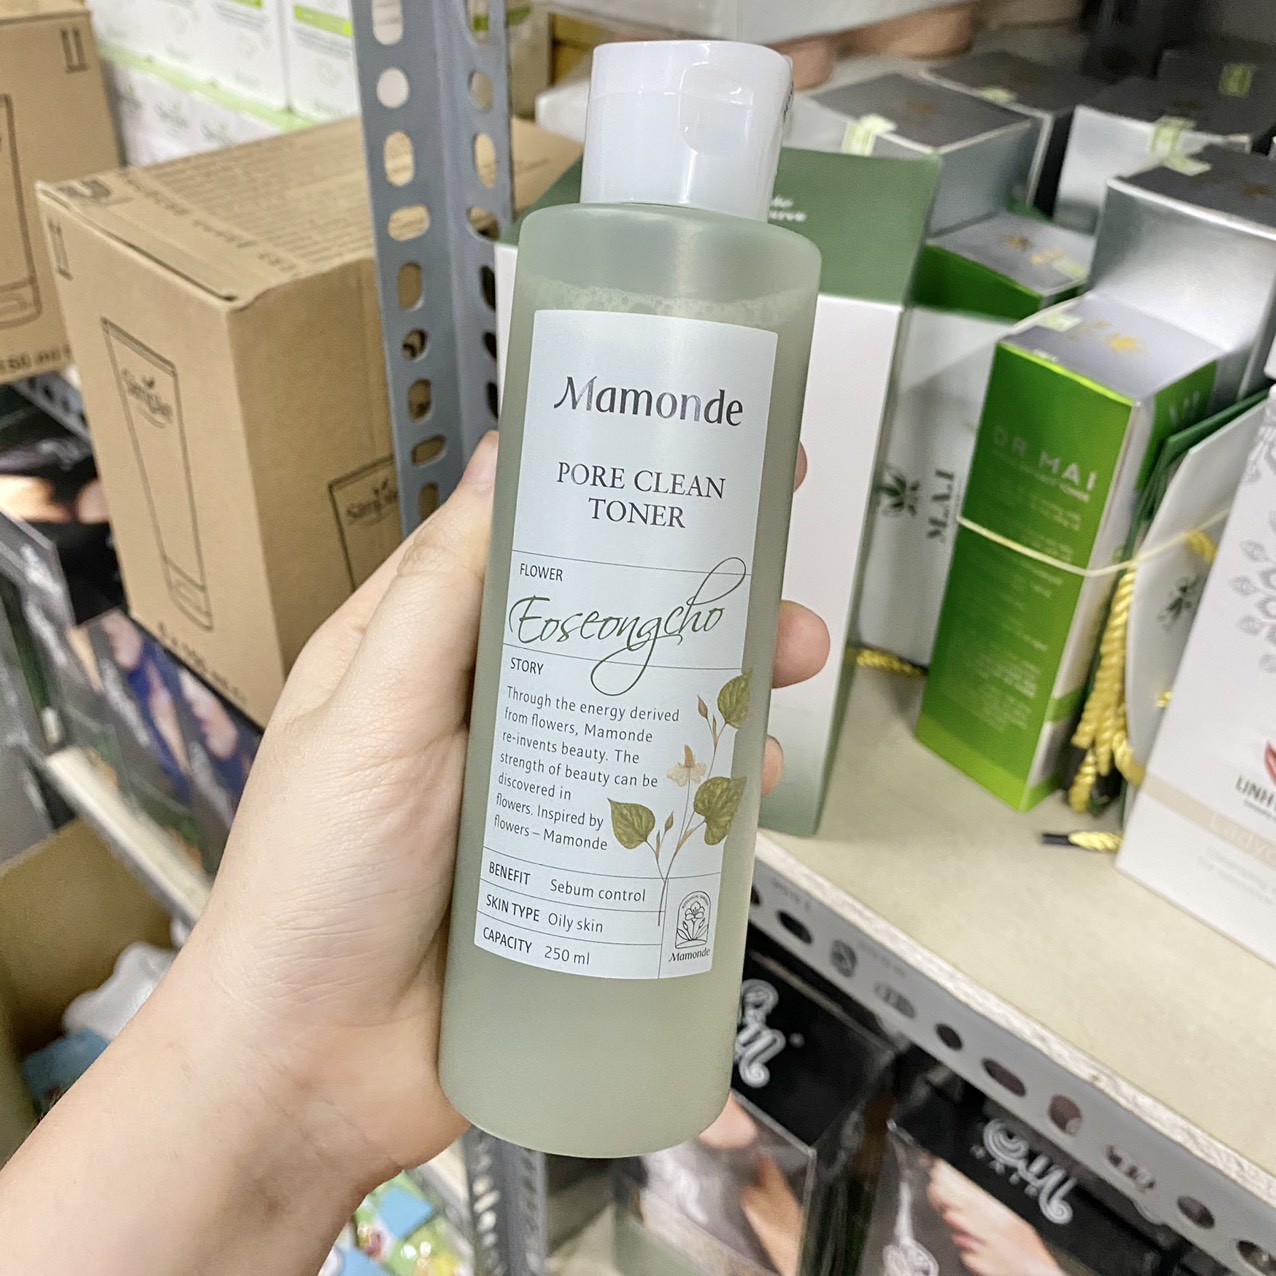 Mamonde
PORE CLEAN
TONER
FLOWER
Eoseongcho
STORY
Through the energy derived
from flowers, Mamonde
re-invents beauty. The
strength of beauty can be
discovered in
flowers. Inspired by
flowers – Mamonde
BENEFIT Sebum control
SKIN TYPE Oily skin
CAPACITY 250 ml
Mamonde
Simple
DR MAI
M.A.I
HAIR